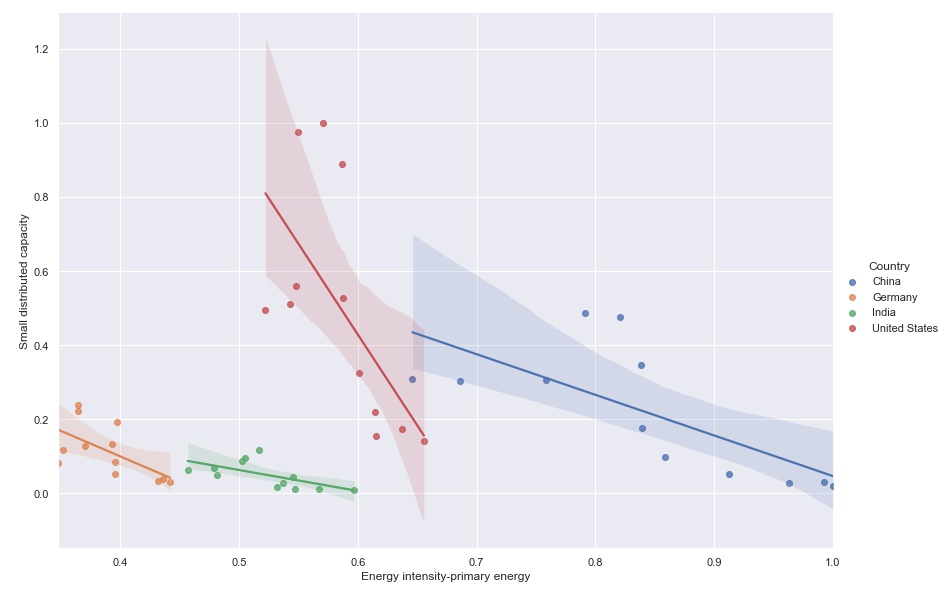 1.2
1.0
0.8
0.6
0.4
0.2
0.0
Small distributed capacity
0.4 0.5 0.6 0.7 0.8 0.9 1.0
Energy intensity-primary energy
Country
China
Germany
India
United States